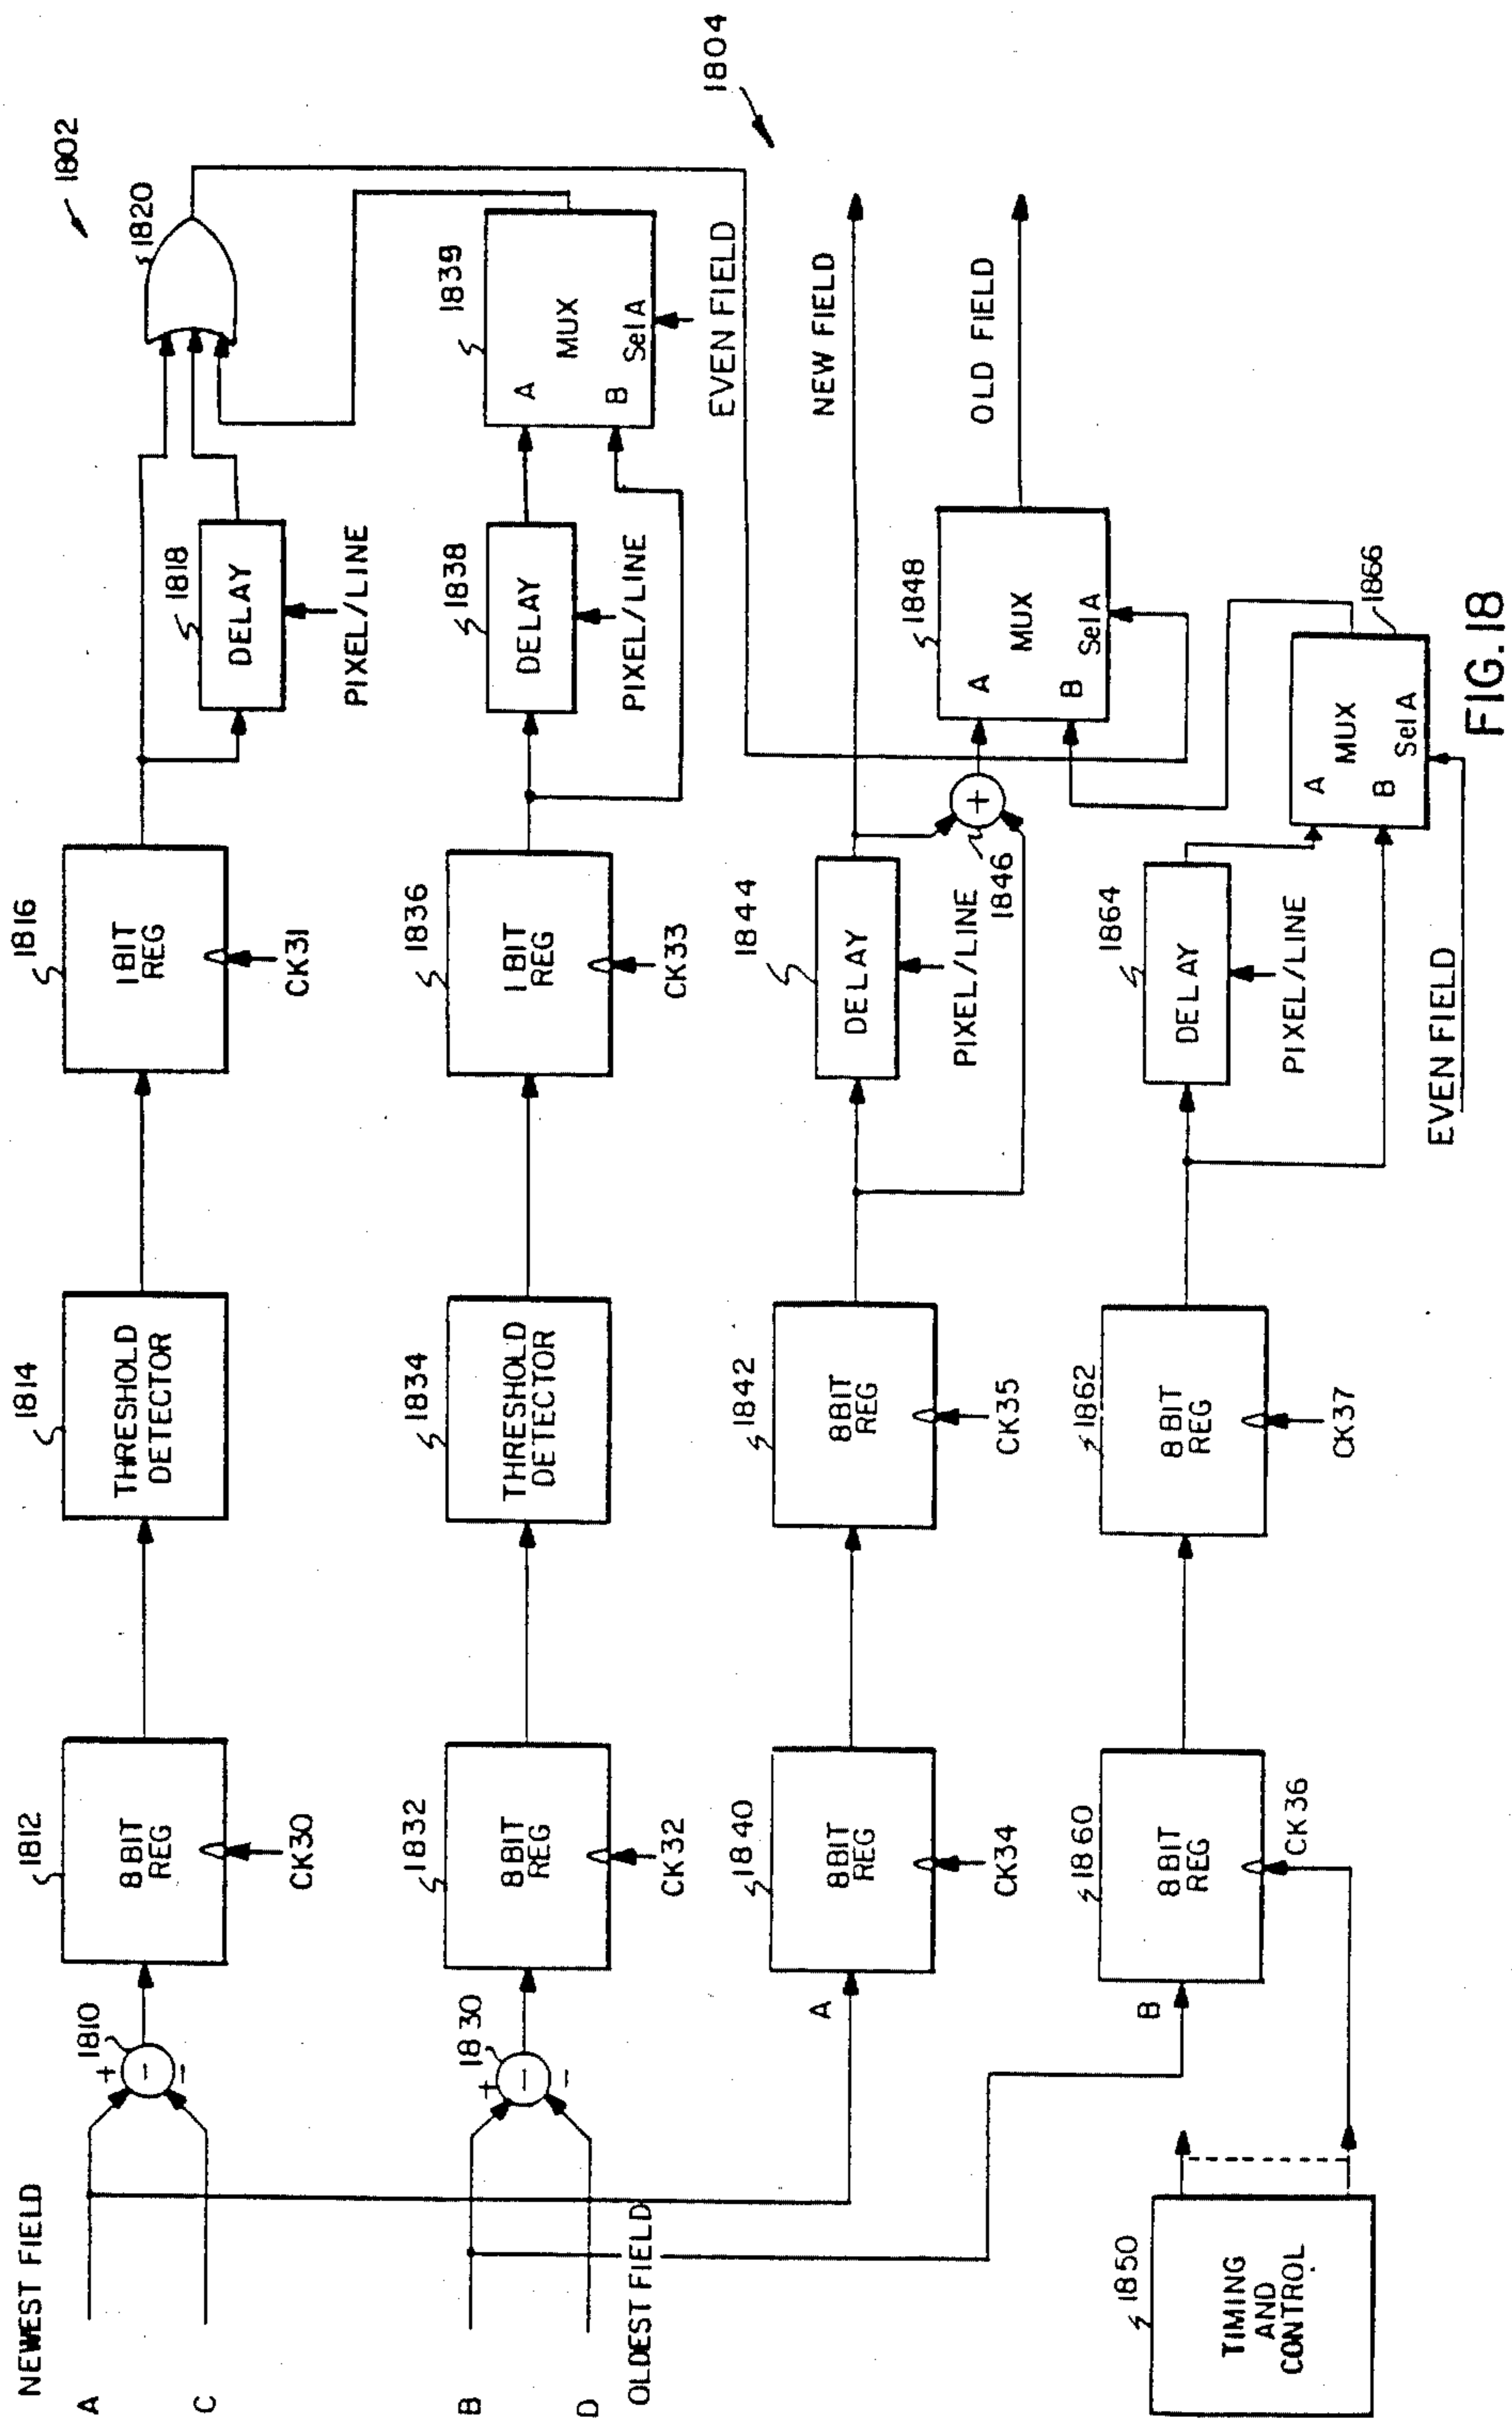 NEWEST FIELD
A
C
+
-
-
1810
1812
8 BIT
REG
CK30
1814
THRESHOLD
DETECTOR
1816
1 BIT
REG
CK31
1818
DELAY
PIXEL/LINE
1820
1802
B
D
OLDEST FIELD
+
-
-
1830
1832
8 BIT
REG
CK32
1834
THRESHOLD
DETECTOR
1836
1 BIT
REG
CK33
1838
DELAY
PIXEL/LINE
1839
A
B
MUX
Sel A
EVEN FIELD
1804
A
1840
8 BIT
REG
CK34
1842
8 BIT
REG
CK35
1844
DELAY
PIXEL/LINE
+
1846
NEW FIELD
1848
A
B
MUX
Sel A
OLD FIELD
1850
TIMING
AND
CONTROL
B
1860
8 BIT
REG
CK36
1862
8 BIT
REG
CK37
1864
DELAY
PIXEL/LINE
EVEN FIELD
A
B
MUX
Sel A
1866
FIG. 18